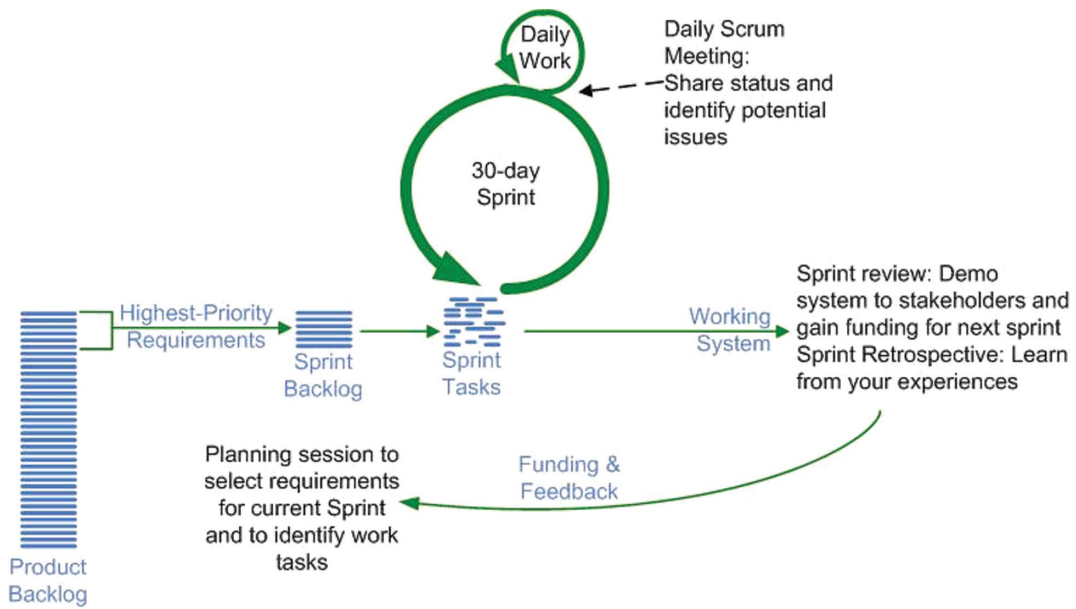 Daily
Work
Daily Scrum
Meeting:
Share status and
identify potential
issues
30-day
Sprint
Highest-Priority
Requirements
Sprint
Backlog
Sprint
Tasks
Working
System
Sprint review: Demo
system to stakeholders and
gain funding for next sprint
Sprint Retrospective: Learn
from your experiences
Planning session to
select requirements
for current Sprint
and to identify work
tasks
Funding &
Feedback
Product
Backlog